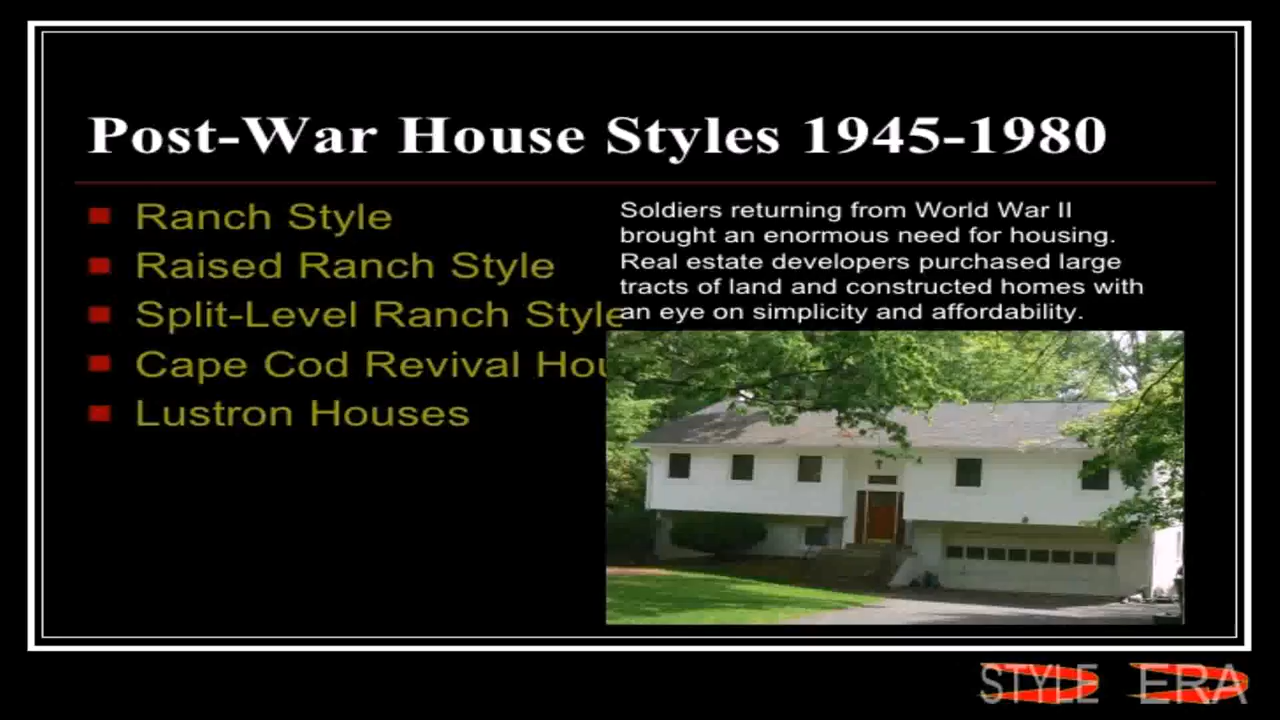 Post-War House Styles 1945-1980
Ranch Style
Raised Ranch Style
Split-Level Ranch Style
Cape Cod Revival Hou
Lustron Houses
Soldiers returning from World War II
brought an enormous need for housing.
Real estate developers purchased large
tracts of land and constructed homes with
an eye on simplicity and affordability.
STYLE ERA